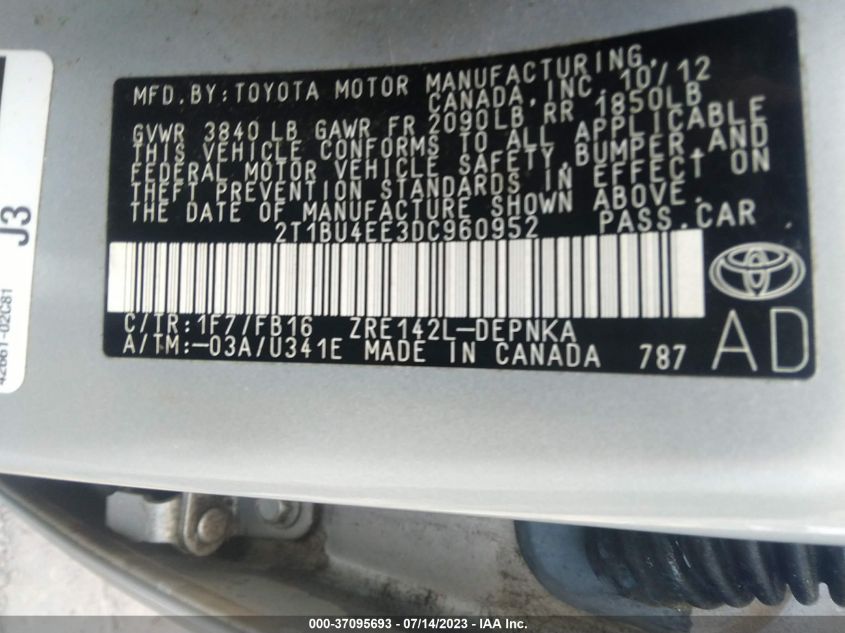 MFD. BY: TOYOTA MOTOR MANUFACTURING,
CANADA, INC. 10/12
GVWR 3840 LB GAWR FR 2090LB RR 1850LB
THIS VEHICLE CONFORMS TO ALL APPLICABLE
FEDERAL MOTOR VEHICLE SAFETY, BUMPER, AND
THEFT PREVENTION STANDARDS IN EFFECT ON
THE DATE OF MANUFACTURE SHOWN ABOVE.
2T1BU4EE3DC960952 PASS. CAR
C/TR: 1F7/FB16 ZRE142L-DEPNKA
A/TM:-03A/U341E MADE IN CANADA 787
AD
J3
42661-02C81
000-37095693 / 07/14/2023 / IAA Inc.